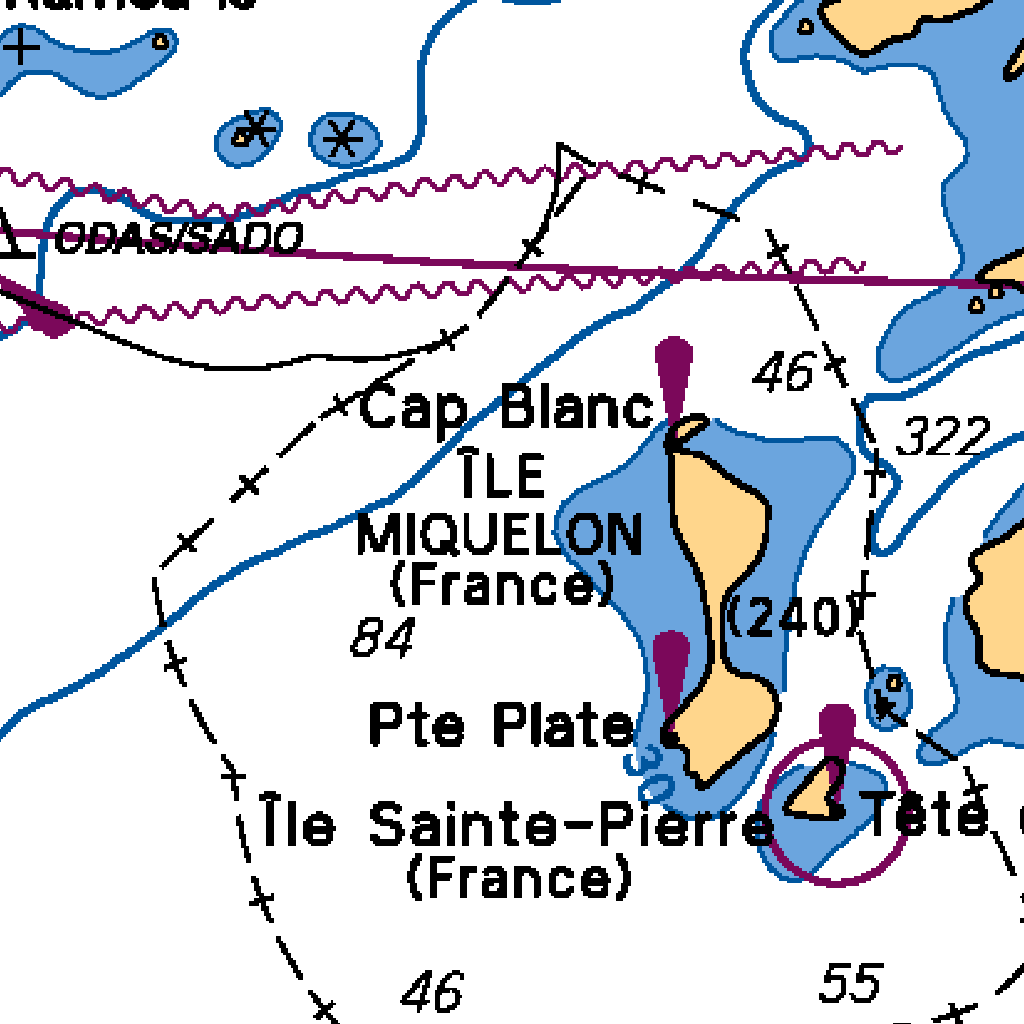 ODAS/SADO
46
Cap Blanc
322
ÎLE
MIQUELON
(France)
(240)
84
Pte Plate
30
Île Sainte-Pierre
Tête
(France)
46
55